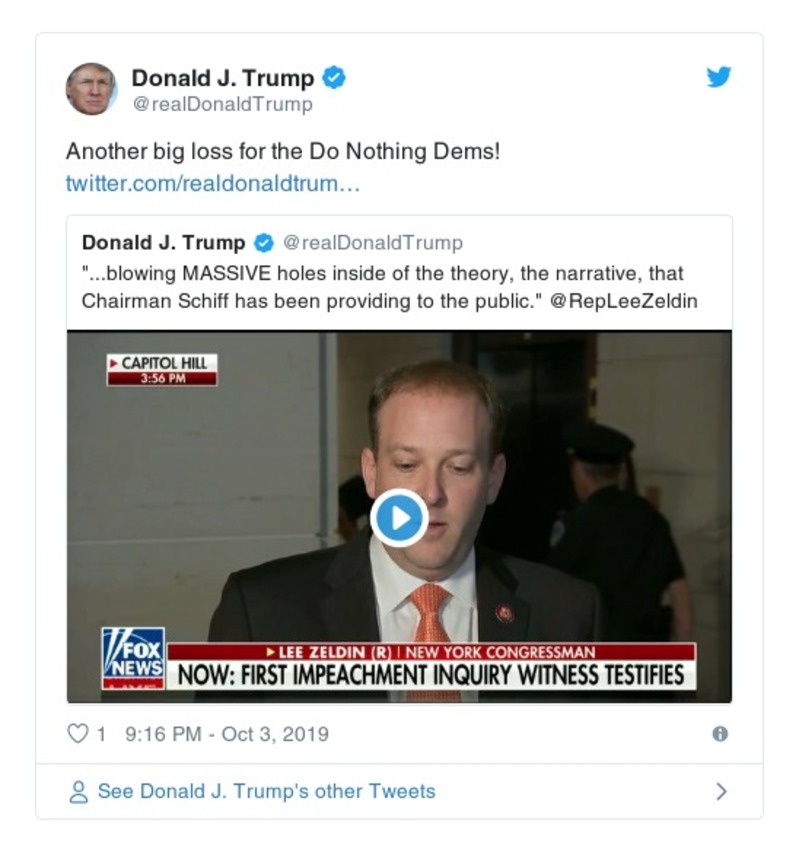 Donald J. Trump
@realDonaldTrump
Another big loss for the Do Nothing Dems!
twitter.com/realdonaldtrum…
Donald J. Trump @realDonaldTrump
"...blowing MASSIVE holes inside of the theory, the narrative, that
Chairman Schiff has been providing to the public." @RepLeeZeldin
CAPITOL HILL
3:56 PM
FOX
NEWS
LEE ZELDIN (R) | NEW YORK CONGRESSMAN
NOW: FIRST IMPEACHMENT INQUIRY WITNESS TESTIFIES
1 9:16 PM - Oct 3, 2019
See Donald J. Trump's other Tweets